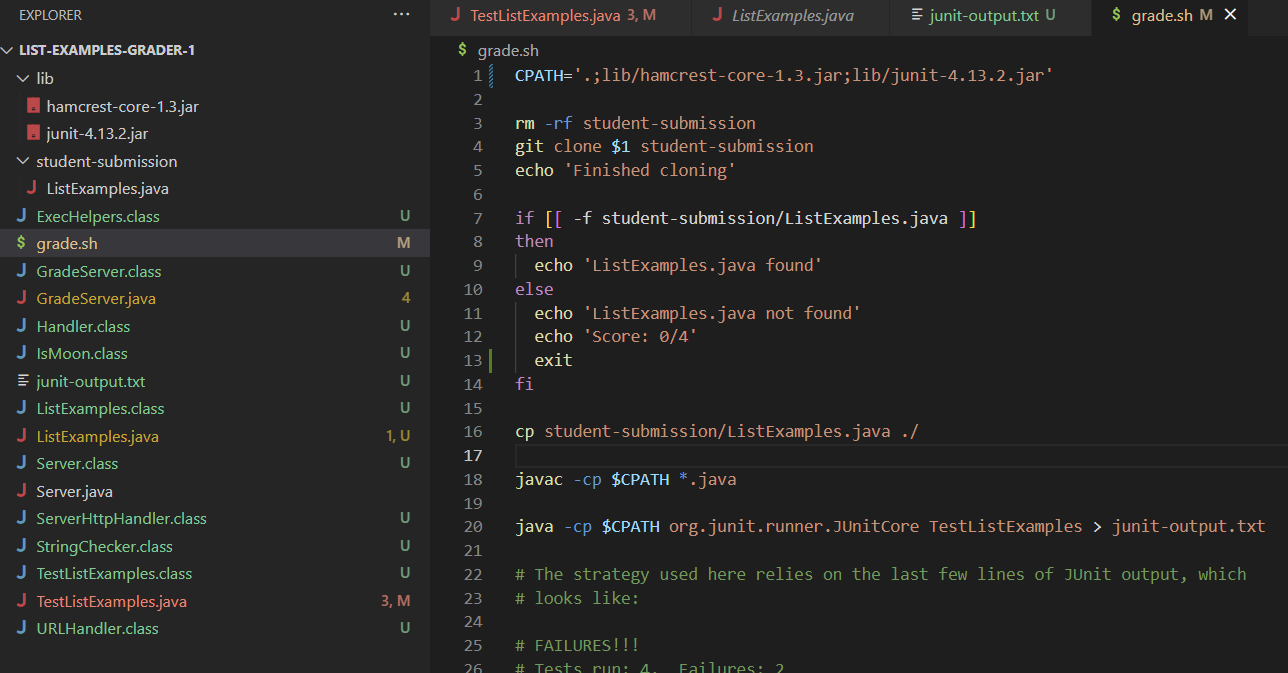 EXPLORER ...
LIST-EXAMPLES-GRADER-1
lib
hamcrest-core-1.3.jar
junit-4.13.2.jar
student-submission
ListExamples.java
ExecHelpers.class U
grade.sh M
GradeServer.class U
GradeServer.java 4
Handler.class U
IsMoon.class U
junit-output.txt U
ListExamples.class U
ListExamples.java 1, U
Server.class U
Server.java
ServerHttpHandler.class U
StringChecker.class U
TestListExamples.class U
TestListExamples.java 3, M
URLHandler.class U
TestListExamples.java 3, M ListExamples.java junit-output.txt U $ grade.sh M
$ grade.sh
1 CPATH='.;lib/hamcrest-core-1.3.jar;lib/junit-4.13.2.jar'
2
3 rm -rf student-submission
4 git clone $1 student-submission
5 echo 'Finished cloning'
6
7 if [[ -f student-submission/ListExamples.java ]]
8 then
9 echo 'ListExamples.java found'
10 else
11 echo 'ListExamples.java not found'
12 echo 'Score: 0/4'
13 exit
14 fi
15
16 cp student-submission/ListExamples.java ./
17
18 javac -cp $CPATH *.java
19
20 java -cp $CPATH org.junit.runner.JUnitCore TestListExamples > junit-output.txt
21
22 # The strategy used here relies on the last few lines of JUnit output, which
23 # looks like:
24
25 # FAILURES!!!
26 # Tests run: 4, Failures: 2